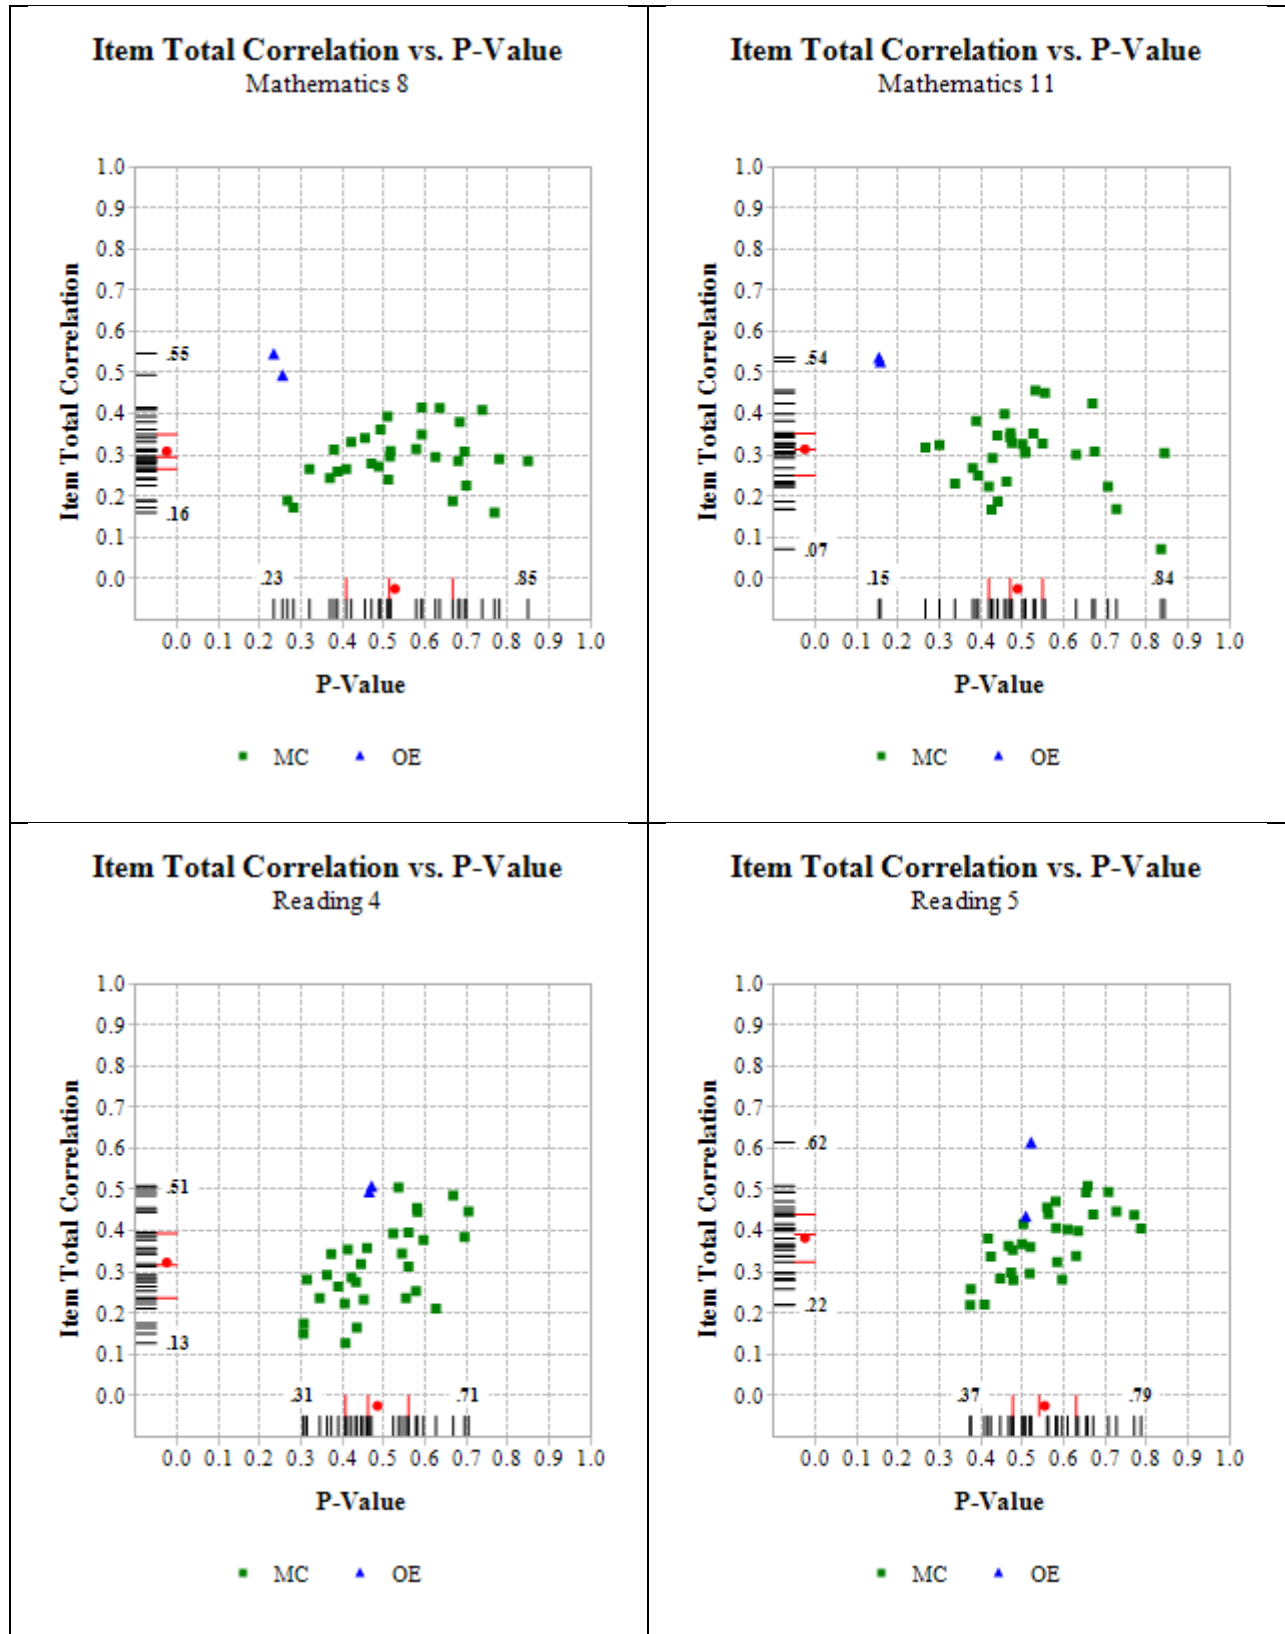 Item Total Correlation vs. P-Value
Mathematics 8
1.0
0.9
0.8
0.7
0.6
0.5
0.4
0.3
0.2
0.1
0.0
Item Total Correlation
.55
.16
.23
.85
0.0 0.1 0.2 0.3 0.4 0.5 0.6 0.7 0.8 0.9 1.0
P-Value
MC OE
Item Total Correlation vs. P-Value
Mathematics 11
1.0
0.9
0.8
0.7
0.6
0.5
0.4
0.3
0.2
0.1
0.0
Item Total Correlation
.54
.07
.15
.84
0.0 0.1 0.2 0.3 0.4 0.5 0.6 0.7 0.8 0.9 1.0
P-Value
MC OE
Item Total Correlation vs. P-Value
Reading 4
1.0
0.9
0.8
0.7
0.6
0.5
0.4
0.3
0.2
0.1
0.0
Item Total Correlation
.51
.13
.31
.71
0.0 0.1 0.2 0.3 0.4 0.5 0.6 0.7 0.8 0.9 1.0
P-Value
MC OE
Item Total Correlation vs. P-Value
Reading 5
1.0
0.9
0.8
0.7
0.6
0.5
0.4
0.3
0.2
0.1
0.0
Item Total Correlation
.62
.22
.37
.79
0.0 0.1 0.2 0.3 0.4 0.5 0.6 0.7 0.8 0.9 1.0
P-Value
MC OE